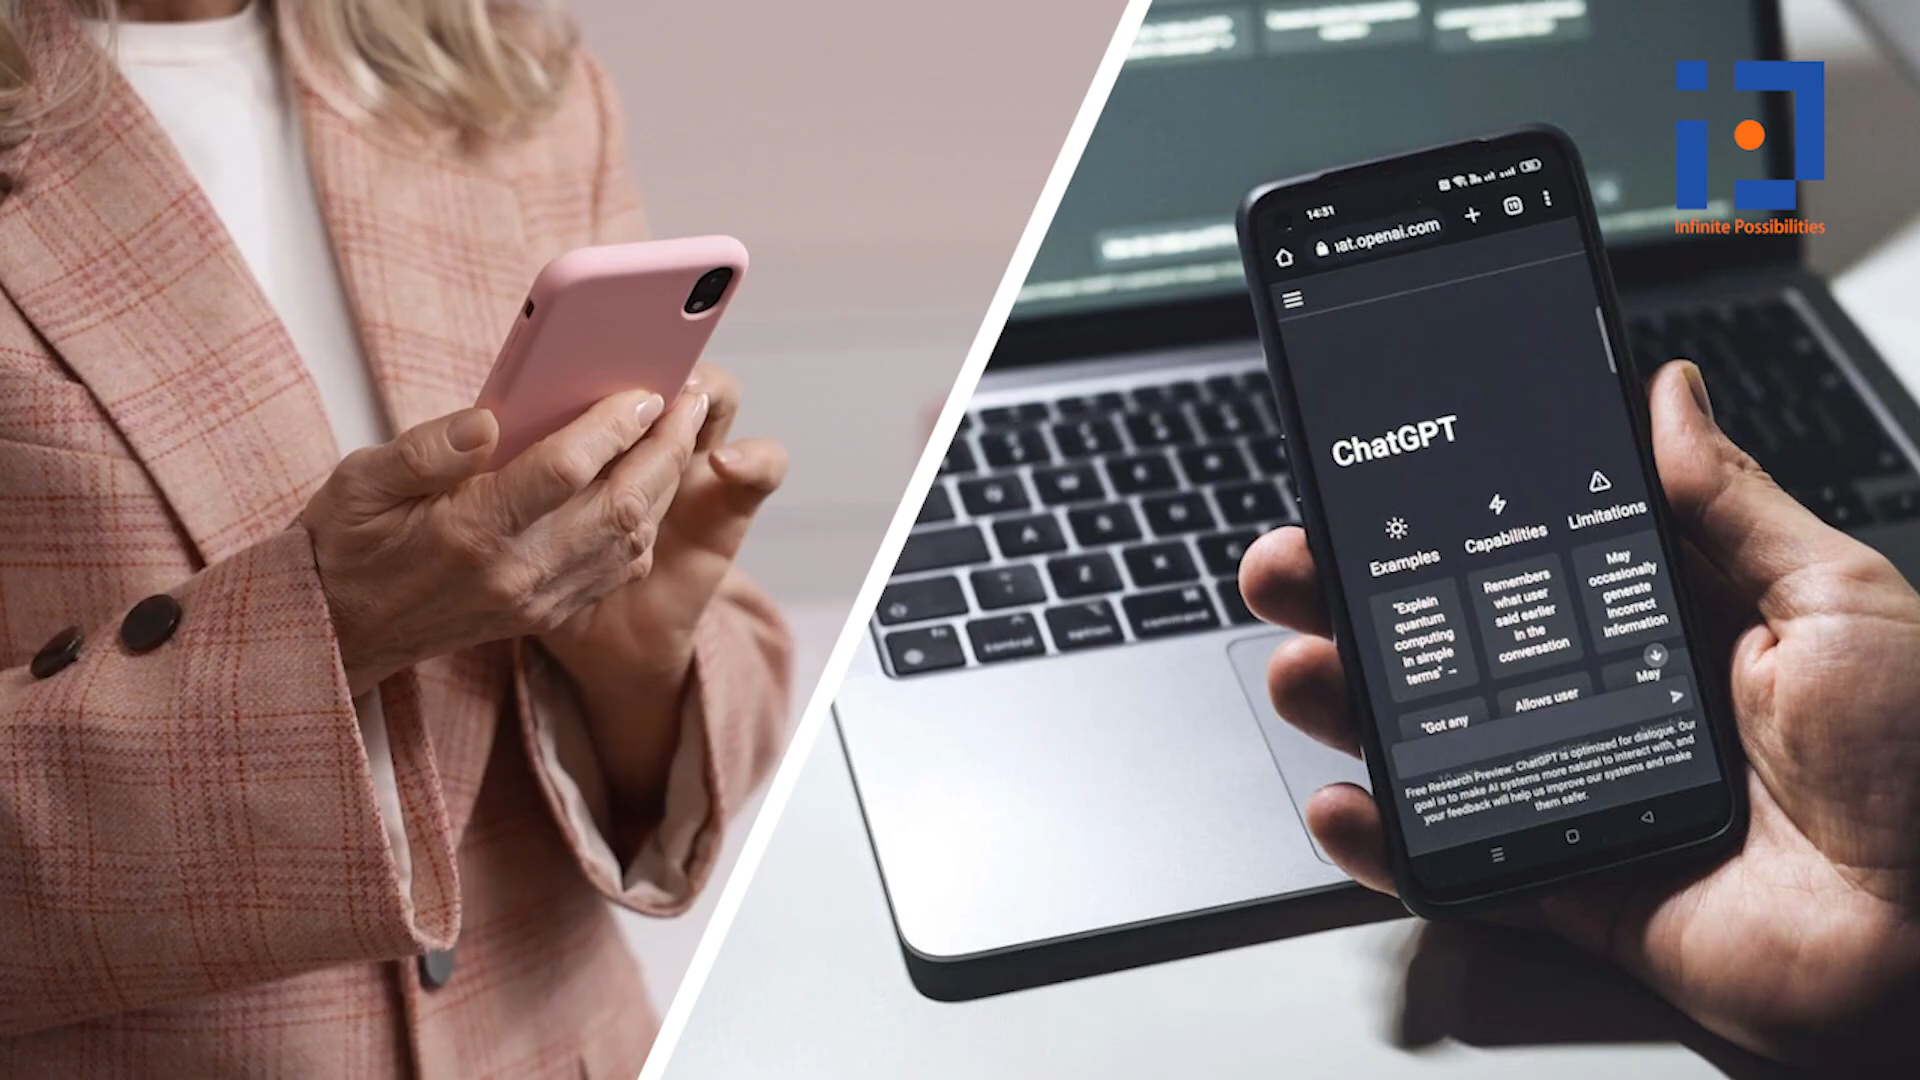 Infinite Possibilities
14:51
at.openai.com
ChatGPT
Examples
Capabilities
Limitations
"Explain
quantum
computing
in simple
terms" →
Remembers
what user
said earlier
in the
conversation
May
occasionally
generate
incorrect
information
"Got any
Allows user
May
Free Research Preview: ChatGPT is optimized for dialogue. Our
goal is to make AI systems more natural to interact with, and
your feedback will help us improve our systems and make
them safer.
control
option
command